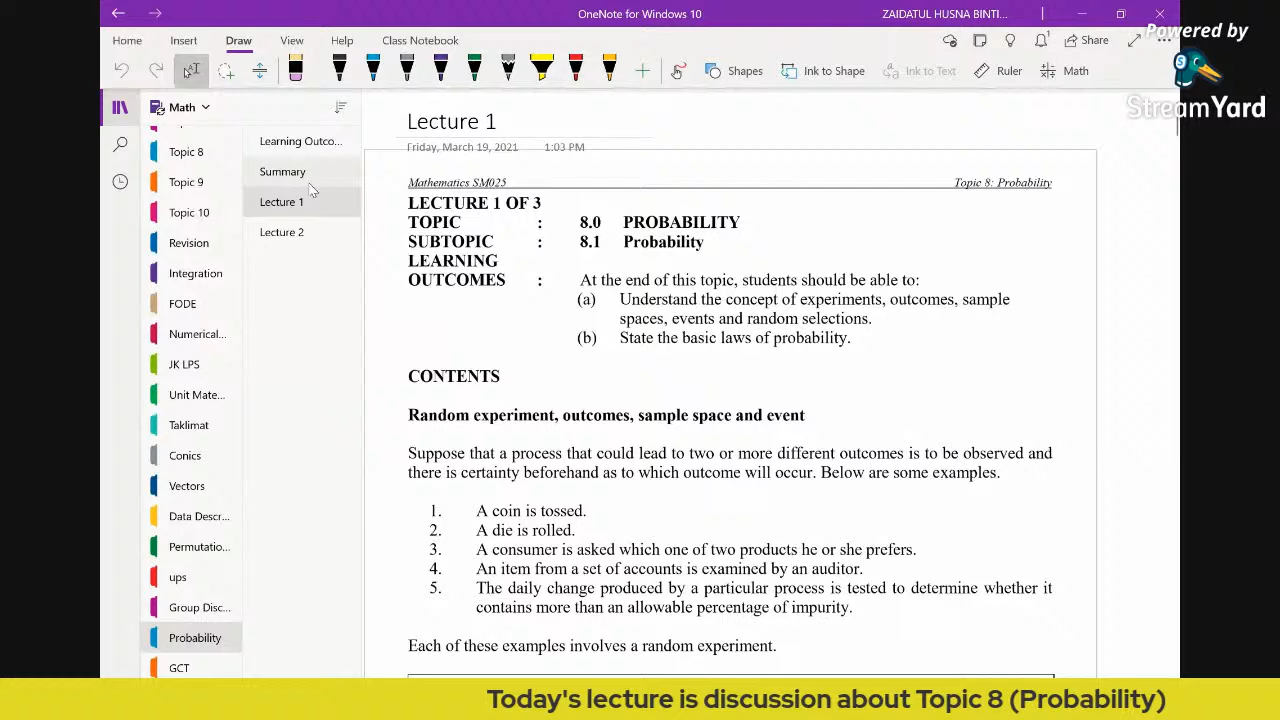 OneNote for Windows 10
ZAIDATUL HUSNA BINTI...
Powered by
StreamYard
Home
Insert
Draw
View
Help
Class Notebook
Share
Shapes
Ink to Shape
Ink to Text
Ruler
Math
Math
Topic 8
Topic 9
Topic 10
Revision
Integration
FODE
Numerical...
JK LPS
Unit Mate...
Taklimat
Conics
Vectors
Data Descr...
Permutatio...
ups
Group Disc...
Probability
GCT
Learning Outco...
Summary
Lecture 1
Lecture 2
Lecture 1
Friday, March 19, 2021 1:03 PM
Mathematics SM025 Topic 8: Probability
LECTURE 1 OF 3
TOPIC : 8.0 PROBABILITY
SUBTOPIC : 8.1 Probability
LEARNING
OUTCOMES : At the end of this topic, students should be able to:
(a) Understand the concept of experiments, outcomes, sample
spaces, events and random selections.
(b) State the basic laws of probability.
CONTENTS
Random experiment, outcomes, sample space and event
Suppose that a process that could lead to two or more different outcomes is to be observed and
there is certainty beforehand as to which outcome will occur. Below are some examples.
1. A coin is tossed.
2. A die is rolled.
3. A consumer is asked which one of two products he or she prefers.
4. An item from a set of accounts is examined by an auditor.
5. The daily change produced by a particular process is tested to determine whether it
contains more than an allowable percentage of impurity.
Each of these examples involves a random experiment.
Today's lecture is discussion about Topic 8 (Probability)